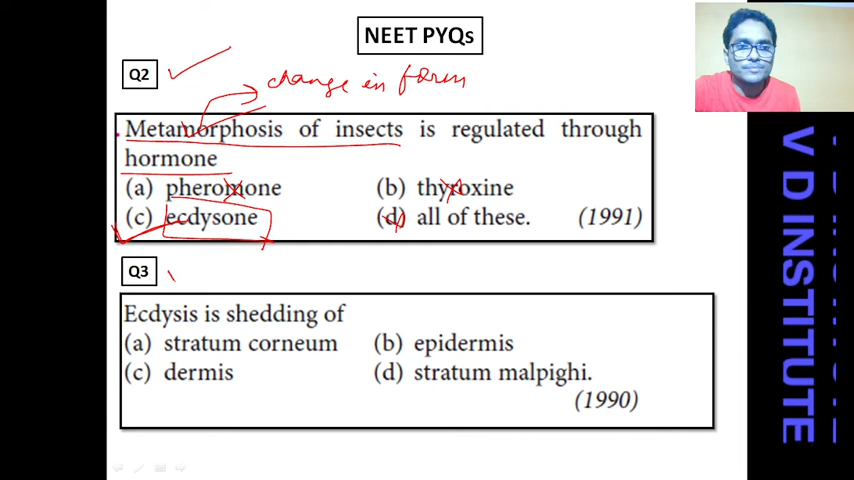 NEET PYQs
Q2
change in form
Metamorphosis of insects is regulated through
hormone
(a) pheromone (b) thyroxine
(c) ecdysone (d) all of these. (1991)
Q3
Ecdysis is shedding of
(a) stratum corneum (b) epidermis
(c) dermis (d) stratum malpighi.
(1990)
V D INSTITUTE